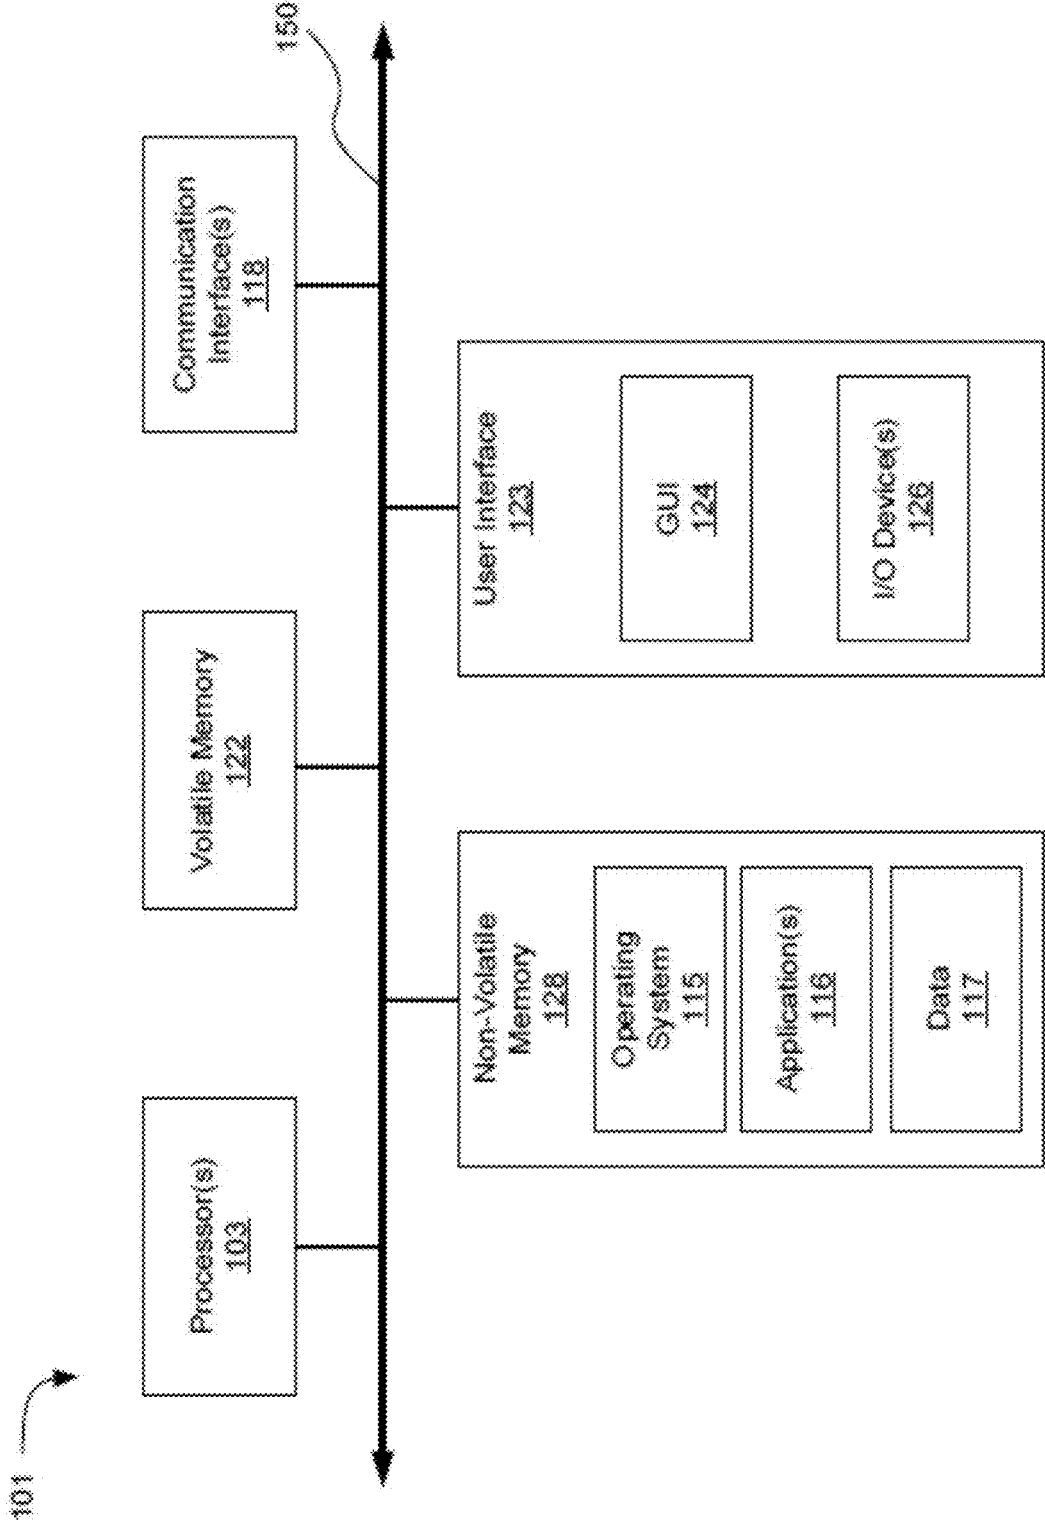 101
150
Processor(s)
103
Volatile Memory
122
Communication
Interface(s)
118
Non-Volatile
Memory
128
Operating
System
115
Application(s)
116
Data
117
User Interface
123
GUI
124
I/O Device(s)
126